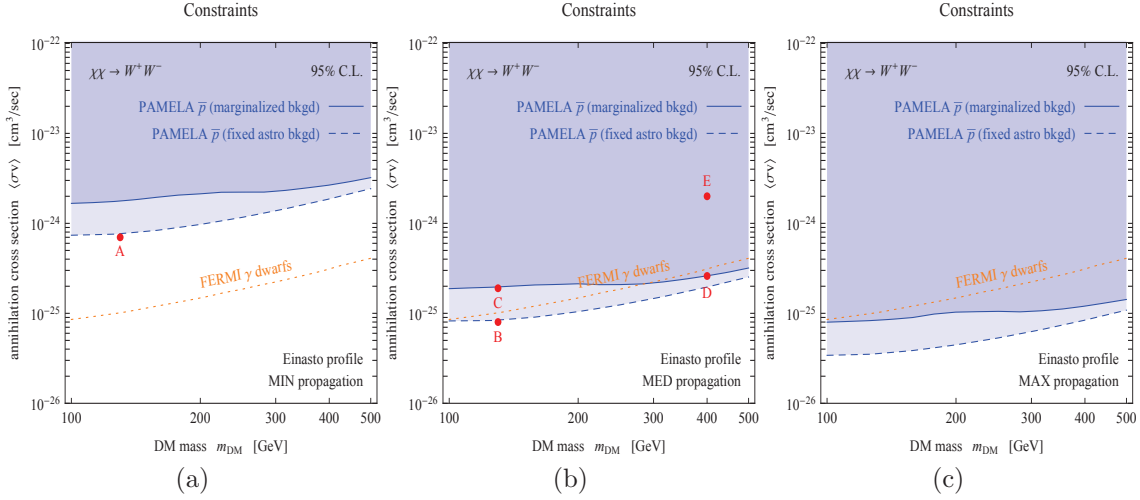 Constraints
10⁻²²
10⁻²³
10⁻²⁴
10⁻²⁵
10⁻²⁶
annihilation cross section ⟨σv⟩ [cm³/sec]
χχ → W⁺W⁻ 95% C.L.
PAMELA p̅ (marginalized bkgd)
PAMELA p̅ (fixed astro bkgd)
A
FERMI γ dwarfs
Einasto profile
MIN propagation
100 200 300 400 500
DM mass m_DM [GeV]
(a)
Constraints
10⁻²²
10⁻²³
10⁻²⁴
10⁻²⁵
10⁻²⁶
annihilation cross section ⟨σv⟩ [cm³/sec]
χχ → W⁺W⁻ 95% C.L.
PAMELA p̅ (marginalized bkgd)
PAMELA p̅ (fixed astro bkgd)
E
FERMI γ dwarfs
C
D
B
Einasto profile
MED propagation
100 200 300 400 500
DM mass m_DM [GeV]
(b)
Constraints
10⁻²²
10⁻²³
10⁻²⁴
10⁻²⁵
10⁻²⁶
annihilation cross section ⟨σv⟩ [cm³/sec]
χχ → W⁺W⁻ 95% C.L.
PAMELA p̅ (marginalized bkgd)
PAMELA p̅ (fixed astro bkgd)
FERMI γ dwarfs
Einasto profile
MAX propagation
100 200 300 400 500
DM mass m_DM [GeV]
(c)